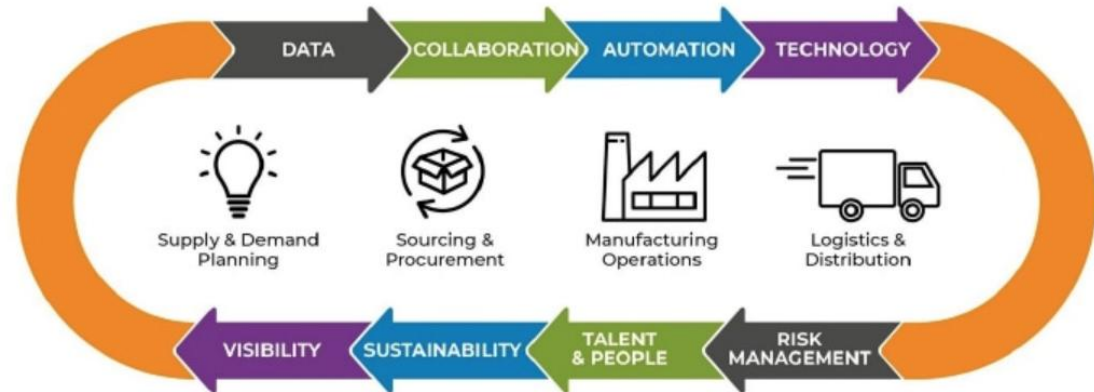 DATA
COLLABORATION
AUTOMATION
TECHNOLOGY
Supply & Demand
Planning
Sourcing &
Procurement
Manufacturing
Operations
Logistics &
Distribution
VISIBILITY
SUSTAINABILITY
TALENT
& PEOPLE
RISK
MANAGEMENT